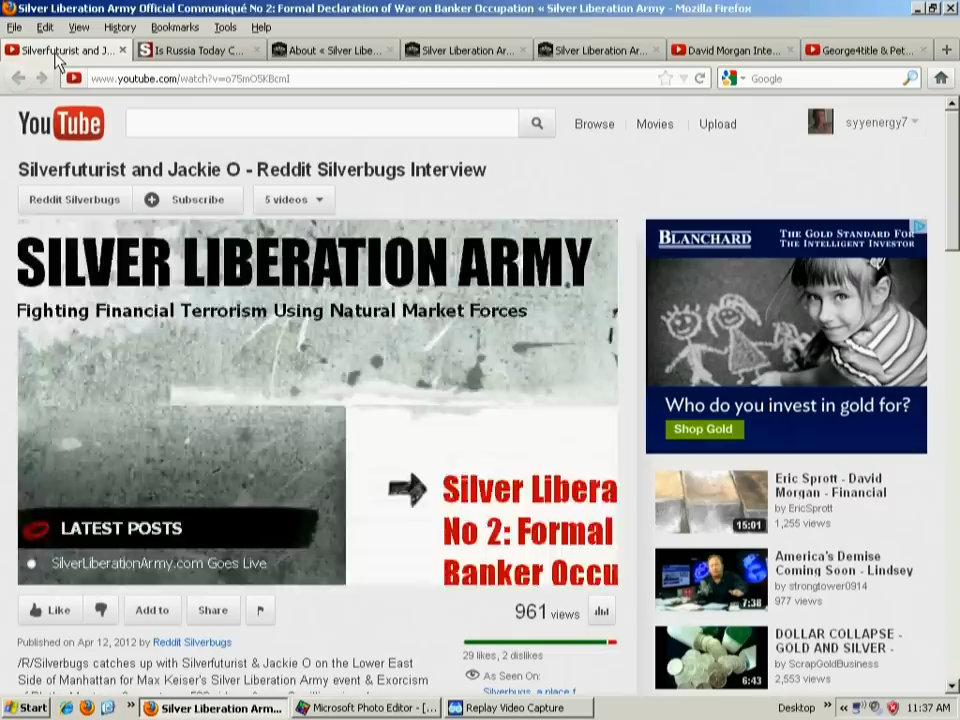 Silver Liberation Army Official Communiqué No 2: Formal Declaration of War on Banker Occupation « Silver Liberation Army - Mozilla Firefox
File Edit View History Bookmarks Tools Help
Silverfuturist and J...
Is Russia Today C...
About « Silver Libe...
Silver Liberation Ar...
Silver Liberation Ar...
David Morgan Inte...
George4title & Pet...
www.youtube.com/watch?v=o75mO5KBcmI
Google
YouTube
Browse Movies Upload
syyenergy7
Silverfuturist and Jackie O - Reddit Silverbugs Interview
Reddit Silverbugs
Subscribe
5 videos
SILVER LIBERATION ARMY
Fighting Financial Terrorism Using Natural Market Forces
LATEST POSTS
SilverLiberationArmy.com Goes Live
Silver Libera
No 2: Formal
Banker Occu
BLANCHARD
THE GOLD STANDARD FOR
THE INTELLIGENT INVESTOR
Who do you invest in gold for?
Shop Gold
15:01
Eric Sprott - David
Morgan - Financial
by EricSprott
1,255 views
7:38
America's Demise
Coming Soon - Lindsey
by strongtower0914
977 views
6:43
DOLLAR COLLAPSE -
GOLD AND SILVER -
by ScrapGoldBusiness
2,553 views
Like
Add to
Share
961 views
Published on Apr 12, 2012 by Reddit Silverbugs
29 likes, 2 dislikes
/R/Silverbugs catches up with Silverfuturist & Jackie O on the Lower East
Side of Manhattan for Max Keiser's Silver Liberation Army event & Exorcism
As Seen On:
Silverbugs, a place f
Start
Silver Liberation Arm...
Microsoft Photo Editor - [...
Replay Video Capture
Desktop
11:37 AM